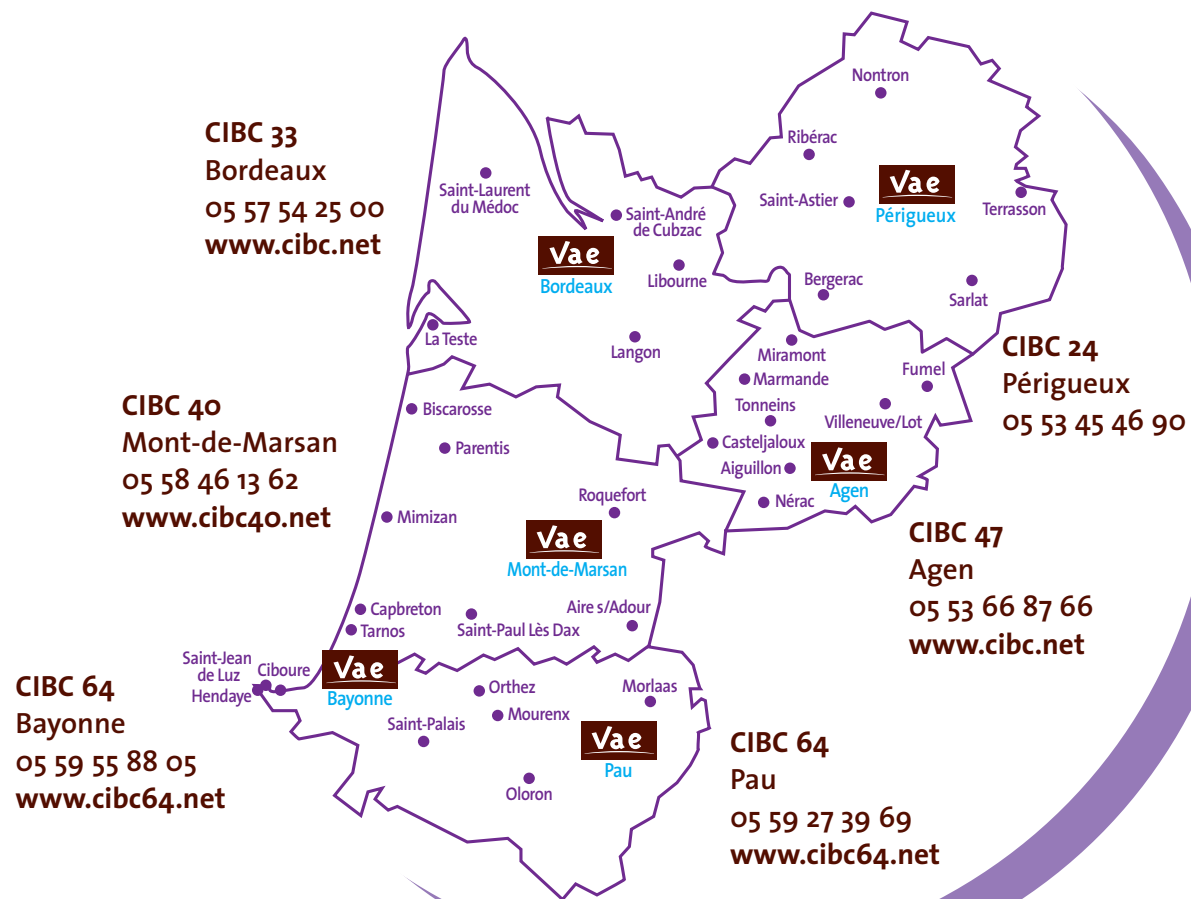 Nontron
CIBC 33
Bordeaux
05 57 54 25 00
www.cibc.net
Ribérac
Saint-Laurent
du Médoc
Saint-Astier
Vae
Périgueux
Terrasson
Saint-André
de Cubzac
Vae
Bordeaux
Libourne
Bergerac
Sarlat
La Teste
Langon
Miramont
Marmande
Fumel
Tonneins
Villeneuve/Lot
Casteljaloux
Aiguillon
Vae
Agen
Nérac
CIBC 24
Périgueux
05 53 45 46 90
CIBC 40
Mont-de-Marsan
05 58 46 13 62
www.cibc40.net
Biscarosse
Parentis
Mimizan
Roquefort
Vae
Mont-de-Marsan
CIBC 47
Agen
05 53 66 87 66
www.cibc.net
Capbreton
Tarnos
Saint-Paul Lès Dax
Aire s/Adour
Saint-Jean
de Luz
Ciboure
Hendaye
Vae
Bayonne
CIBC 64
Bayonne
05 59 55 88 05
www.cibc64.net
Orthez
Mourenx
Morlaas
Saint-Palais
Vae
Pau
Oloron
CIBC 64
Pau
05 59 27 39 69
www.cibc64.net